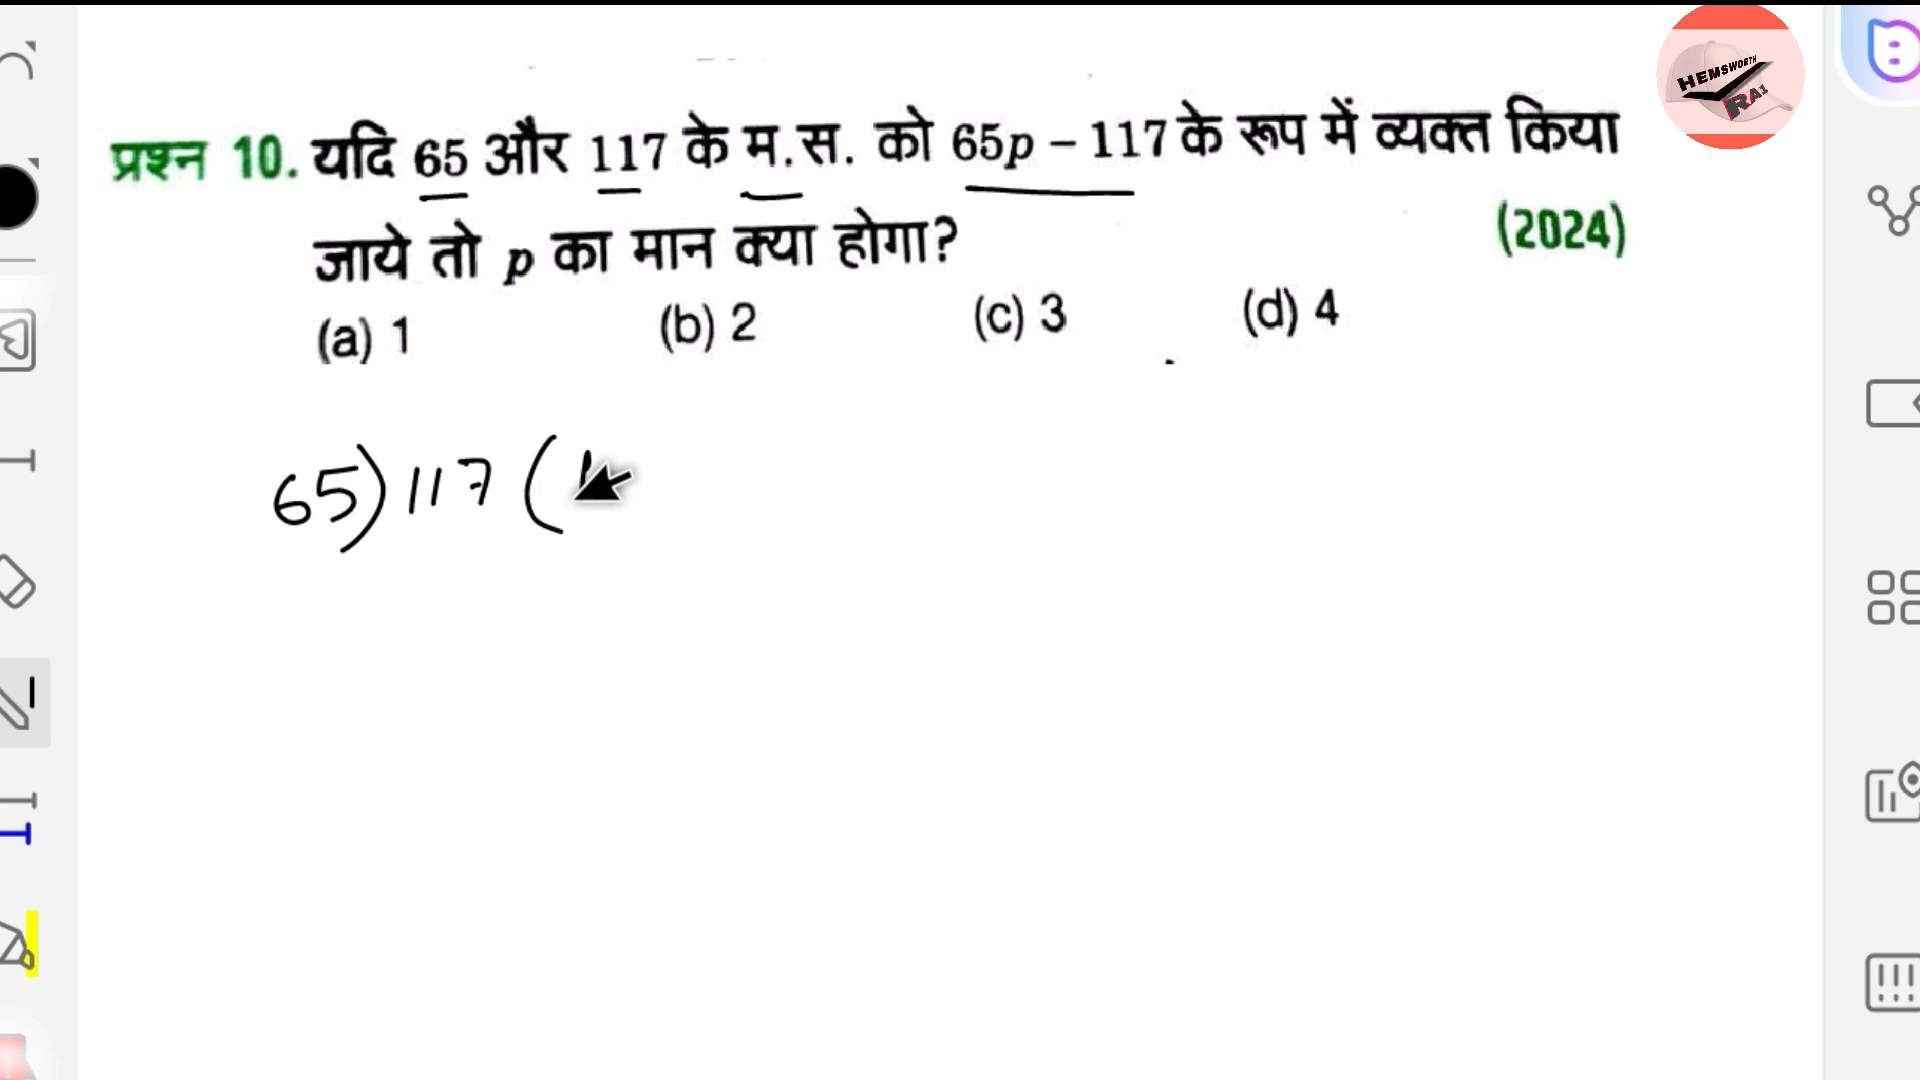 प्रश्न 10. यदि 65 और 117 के म.स. को 65p – 117 के रूप में व्यक्त किया
जाये तो p का मान क्या होगा? (2024)
(a) 1 (b) 2 (c) 3 (d) 4
65)117(
HEMSWORTH
RAI